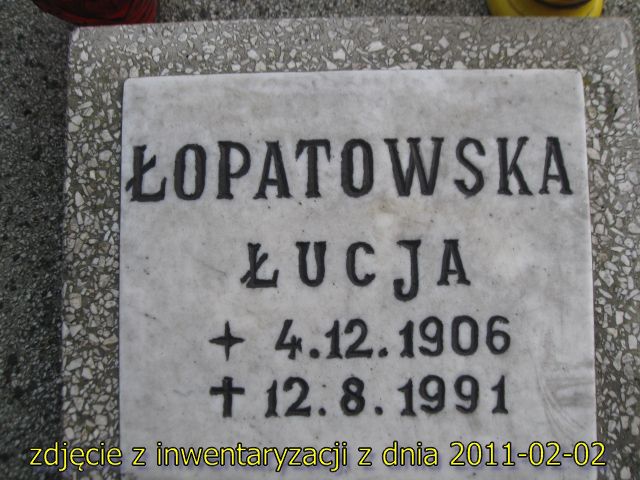 ŁOPATOWSKA
ŁUCJA
+ 4.12.1906
✝ 12.8.1991
zdjęcie z inwentaryzacji z dnia 2011-02-02